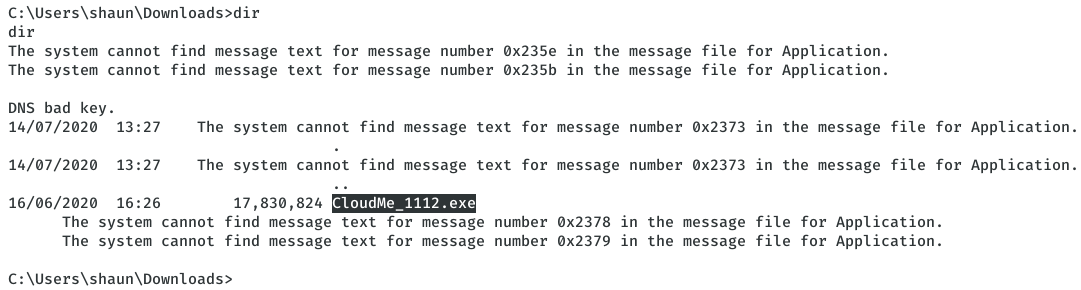 C:\Users\shaun\Downloads>dir
dir
The system cannot find message text for message number 0x235e in the message file for Application.
The system cannot find message text for message number 0x235b in the message file for Application.
DNS bad key.
14/07/2020  13:27    The system cannot find message text for message number 0x2373 in the message file for Application.
.
14/07/2020  13:27    The system cannot find message text for message number 0x2373 in the message file for Application.
..
16/06/2020  16:26        17,830,824 CloudMe_1112.exe
The system cannot find message text for message number 0x2378 in the message file for Application.
The system cannot find message text for message number 0x2379 in the message file for Application.
C:\Users\shaun\Downloads>